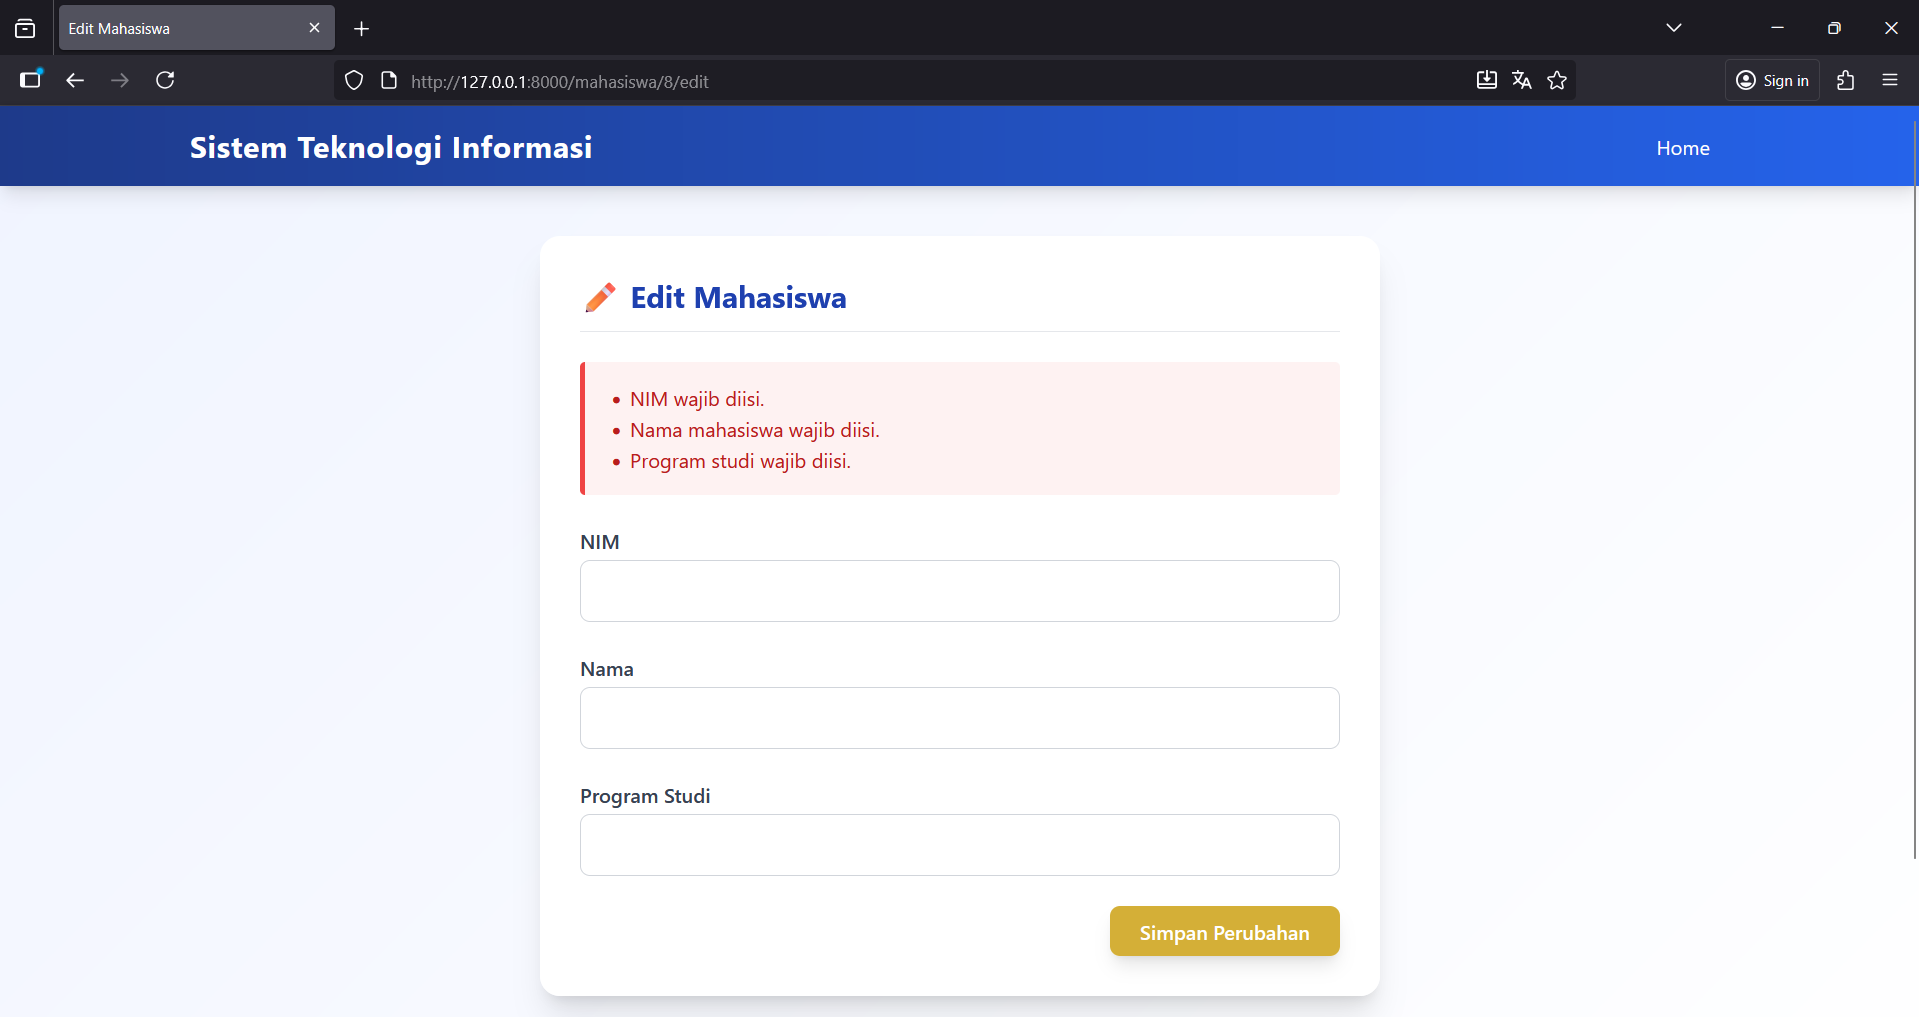 Edit Mahasiswa
http://127.0.0.1:8000/mahasiswa/8/edit
Sign in
Sistem Teknologi Informasi
Home
Edit Mahasiswa
NIM wajib diisi.
Nama mahasiswa wajib diisi.
Program studi wajib diisi.
NIM
Nama
Program Studi
Simpan Perubahan